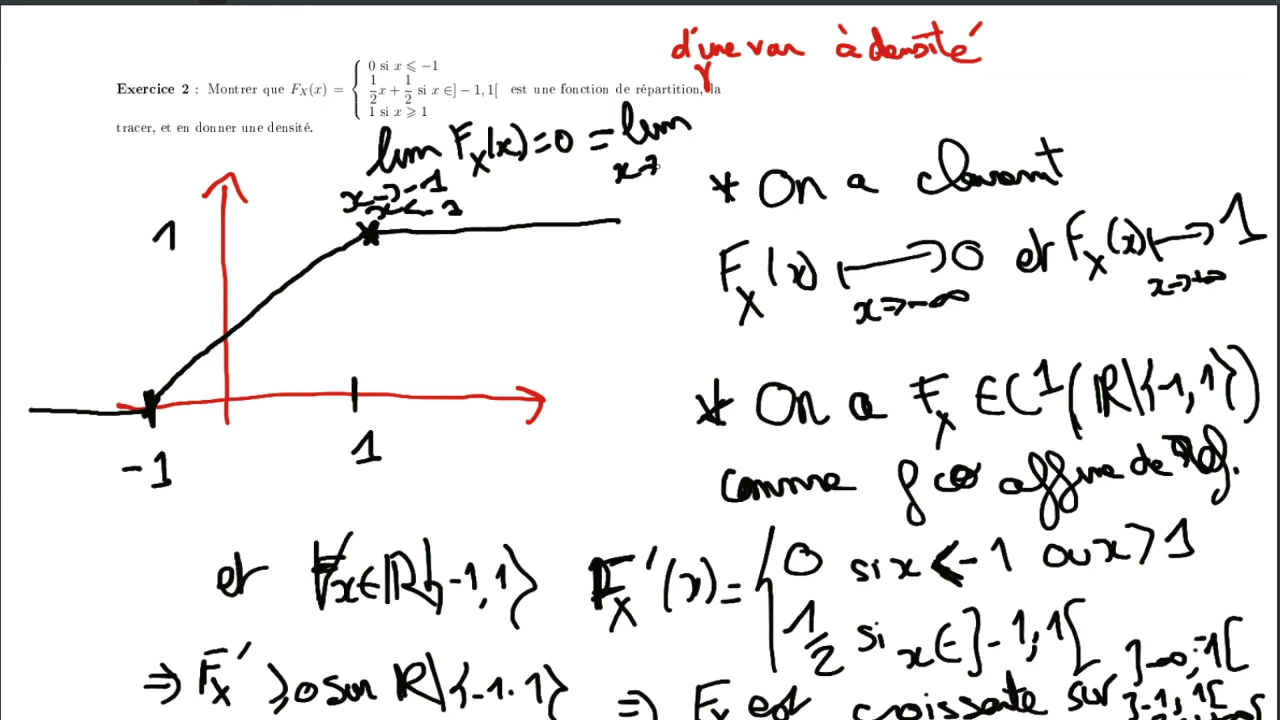 d'une var à densité
Exercice 2 : Montrer que F_X(x) = { 0 si x ⩽ −1
1/2 x + 1/2 si x ∈] − 1, 1[ est une fonction de répartition, la
1 si x ⩾ 1
tracer, et en donner une densité.
lim F_X(x) = 0 = lim
x→-1 x→
x<-1
* On a clairement
F_X(x) ⟼ 0 et F_X(x) ⟼ 1
x→-∞ x→+∞
1
-1 1
* On a F_X ∈ C¹(ℝ\{-1,1})
comme f co affine de
et ∀x∈ℝ\{-1,1} F_X'(x) = { 0 si x < -1 ou x > 1
1/2 si x ∈ ]-1,1[
⇒ F_X' ⩾ 0 sur ℝ\{-1.1} ⇒ F_X est croissante sur ]-∞,-1[
]-1,1[